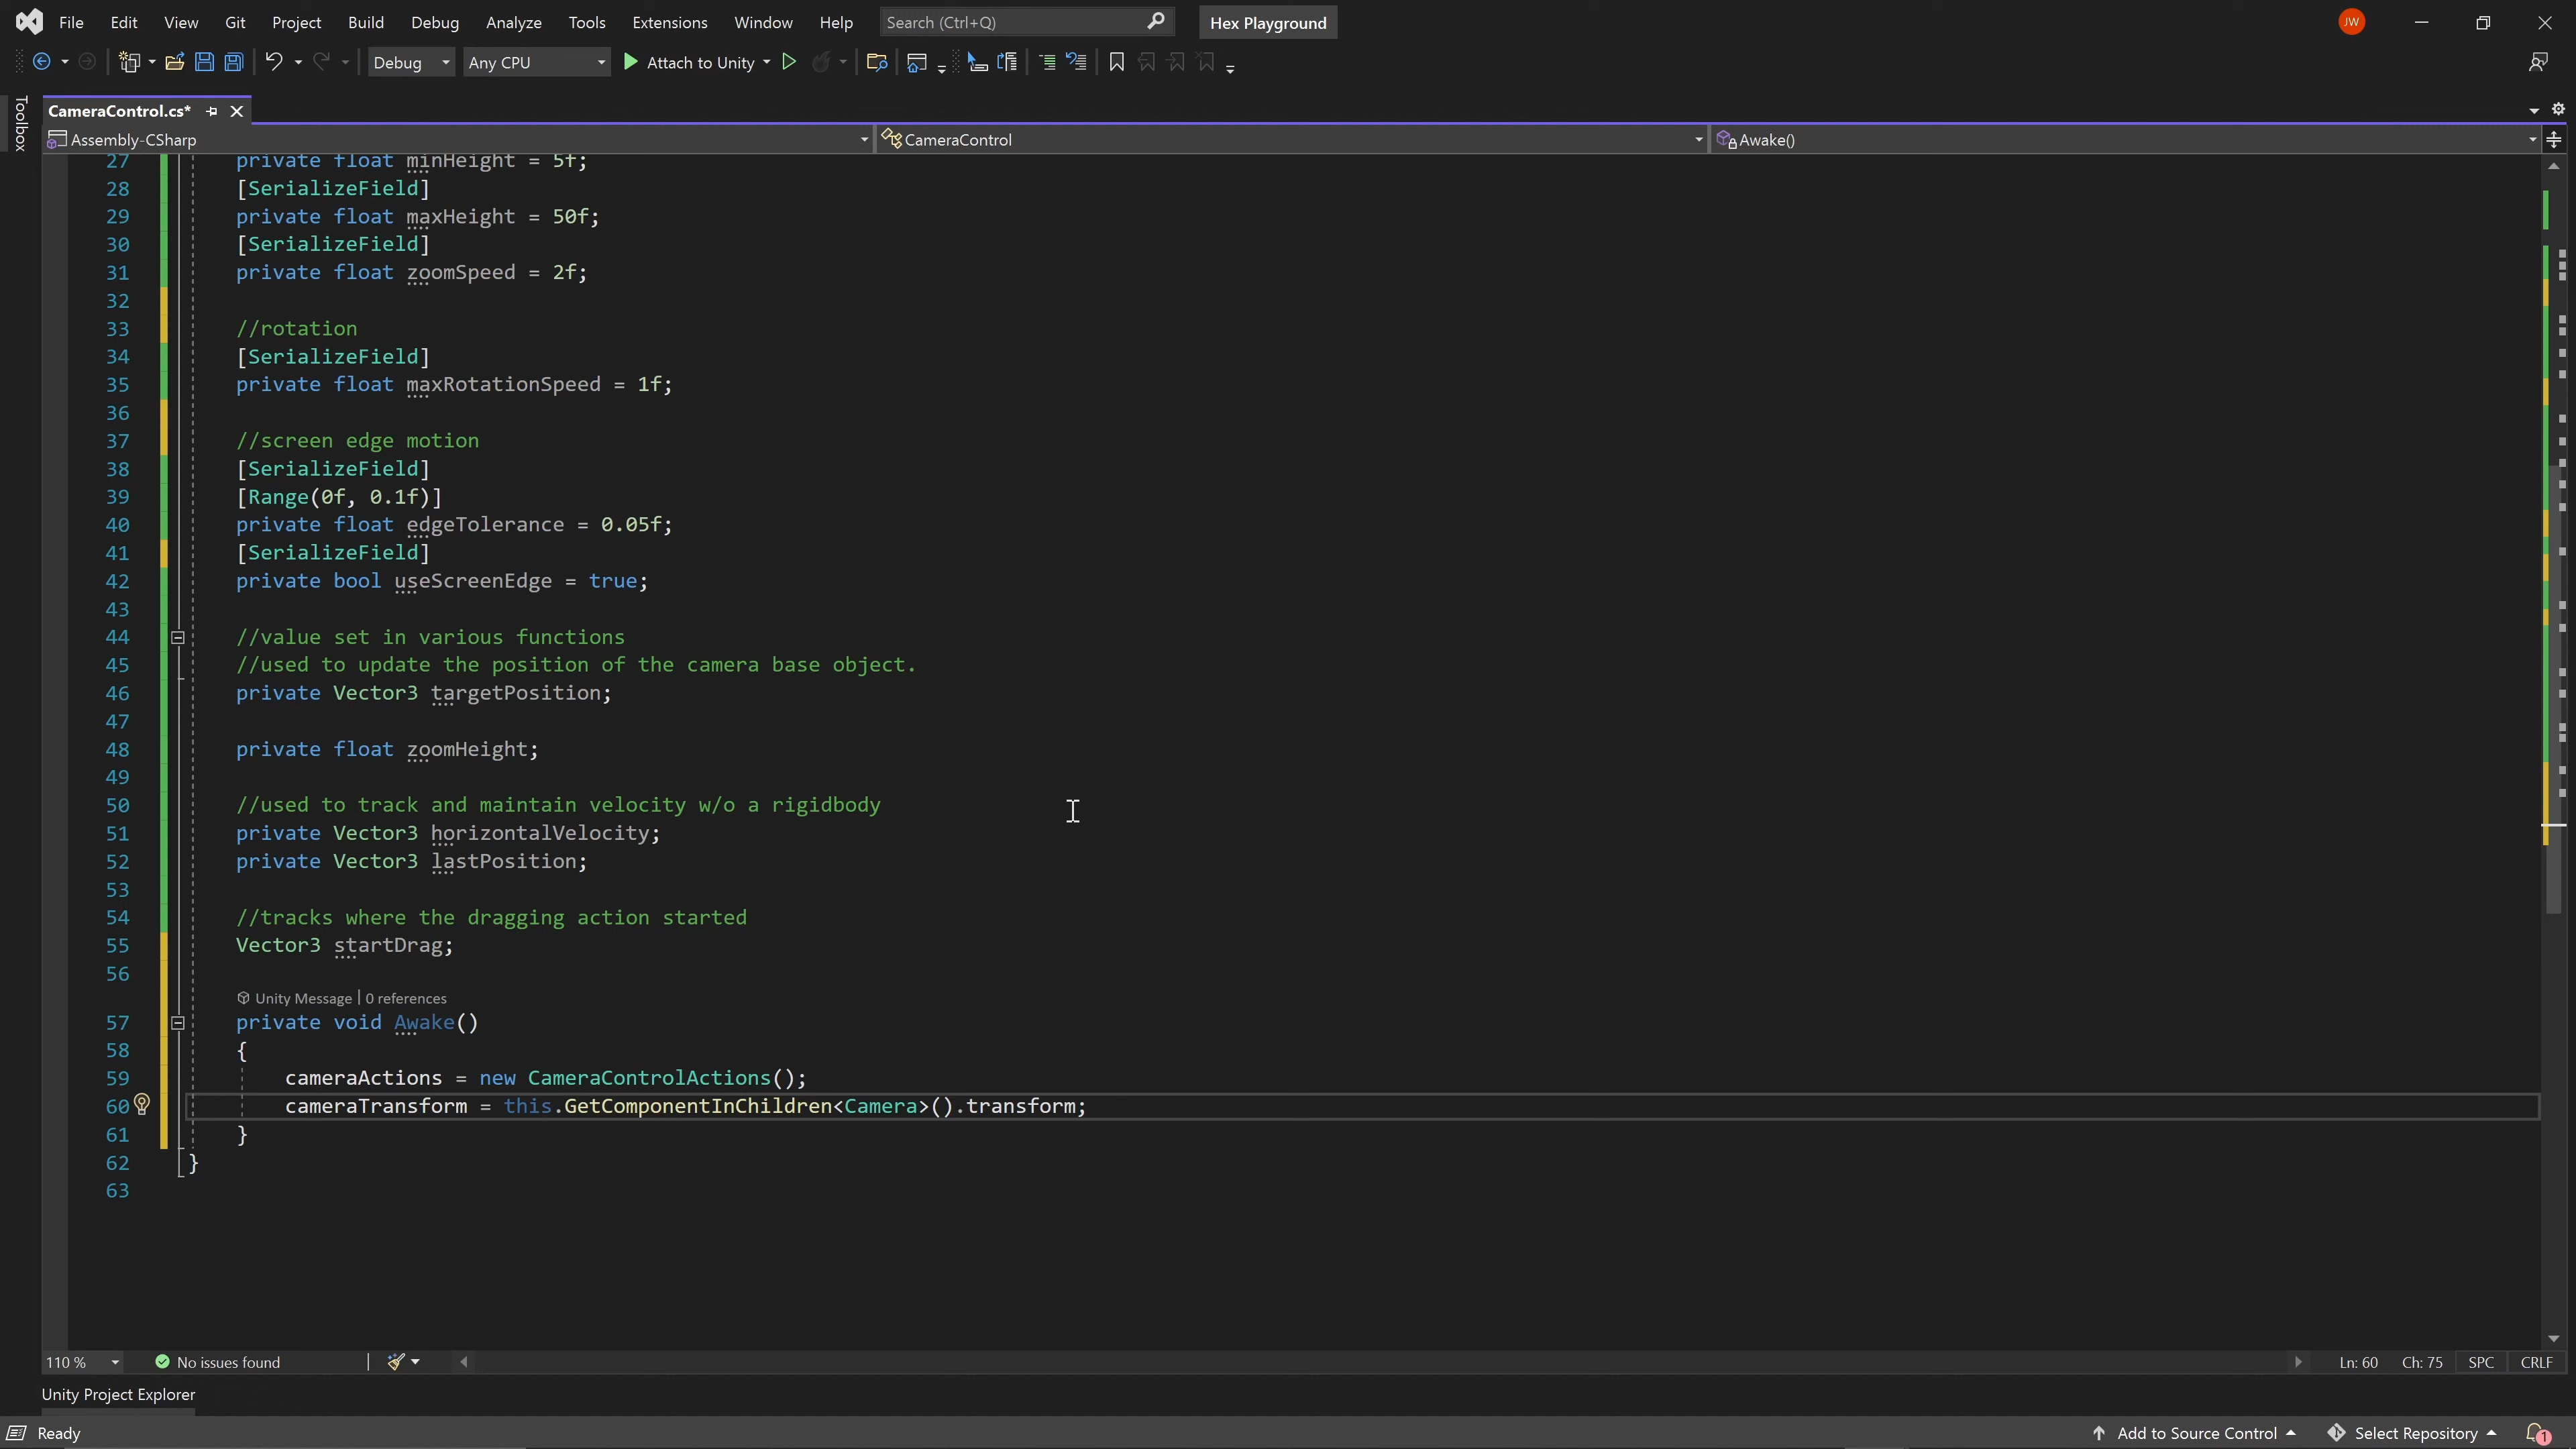 File Edit View Git Project Build Debug Analyze Tools Extensions Window Help Search (Ctrl+Q) Hex Playground JW
Debug Any CPU Attach to Unity
Toolbox
CameraControl.cs*
Assembly-CSharp CameraControl Awake()
27 private float minHeight = 5f;
28 [SerializeField]
29 private float maxHeight = 50f;
30 [SerializeField]
31 private float zoomSpeed = 2f;
32
33 //rotation
34 [SerializeField]
35 private float maxRotationSpeed = 1f;
36
37 //screen edge motion
38 [SerializeField]
39 [Range(0f, 0.1f)]
40 private float edgeTolerance = 0.05f;
41 [SerializeField]
42 private bool useScreenEdge = true;
43
44 //value set in various functions
45 //used to update the position of the camera base object.
46 private Vector3 targetPosition;
47
48 private float zoomHeight;
49
50 //used to track and maintain velocity w/o a rigidbody
51 private Vector3 horizontalVelocity;
52 private Vector3 lastPosition;
53
54 //tracks where the dragging action started
55 Vector3 startDrag;
56
Unity Message | 0 references
57 private void Awake()
58 {
59 cameraActions = new CameraControlActions();
60 cameraTransform = this.GetComponentInChildren<Camera>().transform;
61 }
62 }
63
110 % No issues found Ln: 60 Ch: 75 SPC CRLF
Unity Project Explorer
Ready Add to Source Control Select Repository 1